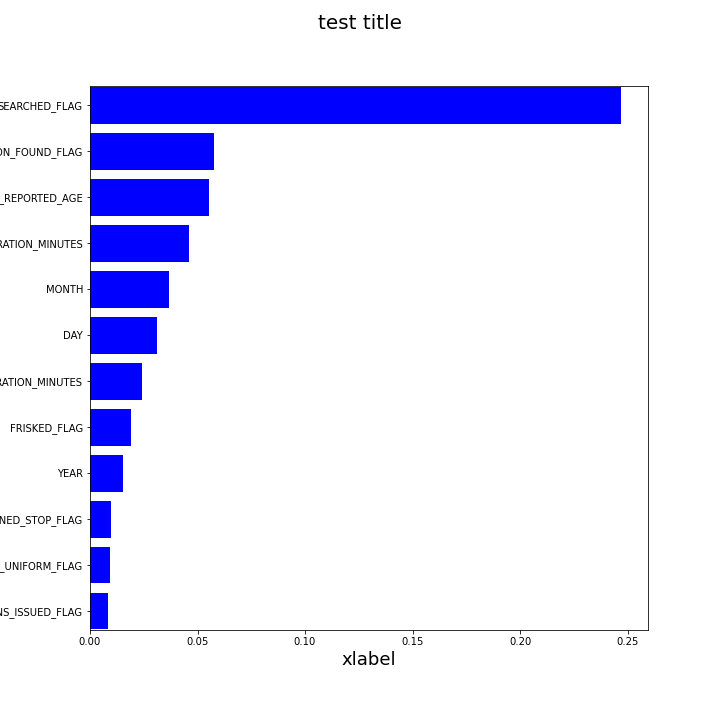 test title
SEARCHED_FLAG
ON_FOUND_FLAG
_REPORTED_AGE
RATION_MINUTES
MONTH
DAY
RATION_MINUTES
FRISKED_FLAG
YEAR
NED_STOP_FLAG
_UNIFORM_FLAG
NS_ISSUED_FLAG
0.00 0.05 0.10 0.15 0.20 0.25
xlabel